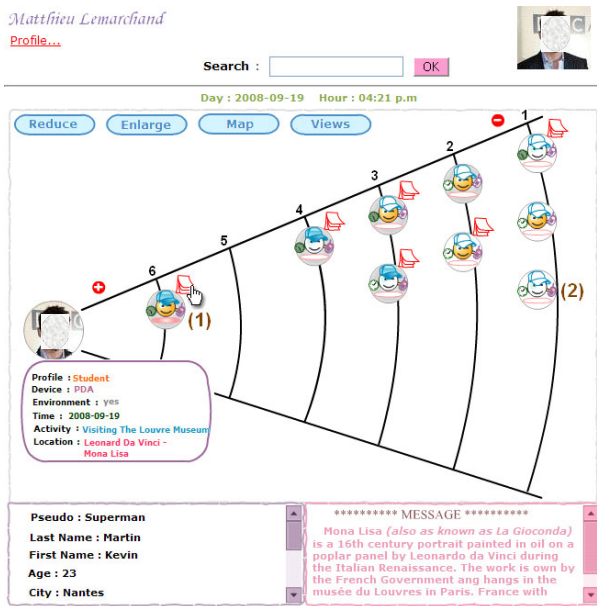 Matthieu Lemarchand
Profile...
Search :
OK
Day : 2008-09-19 Hour : 04:21 p.m
Reduce
Enlarge
Map
Views
1
2
3
4
5
6
(1)
(2)
Profile : Student
Device : PDA
Environment : yes
Time : 2008-09-19
Activity : Visiting The Louvre Museum
Location : Leonard Da Vinci -
Mona Lisa
Pseudo : Superman
Last Name : Martin
First Name : Kevin
Age : 23
City : Nantes
********** MESSAGE **********
Mona Lisa (also as known as La Gioconda)
is a 16th century portrait painted in oil on a
poplar panel by Leonardo da Vinci during
the Italian Renaissance. The work is own by
the French Government ang hangs in the
musée du Louvres in Paris. France with